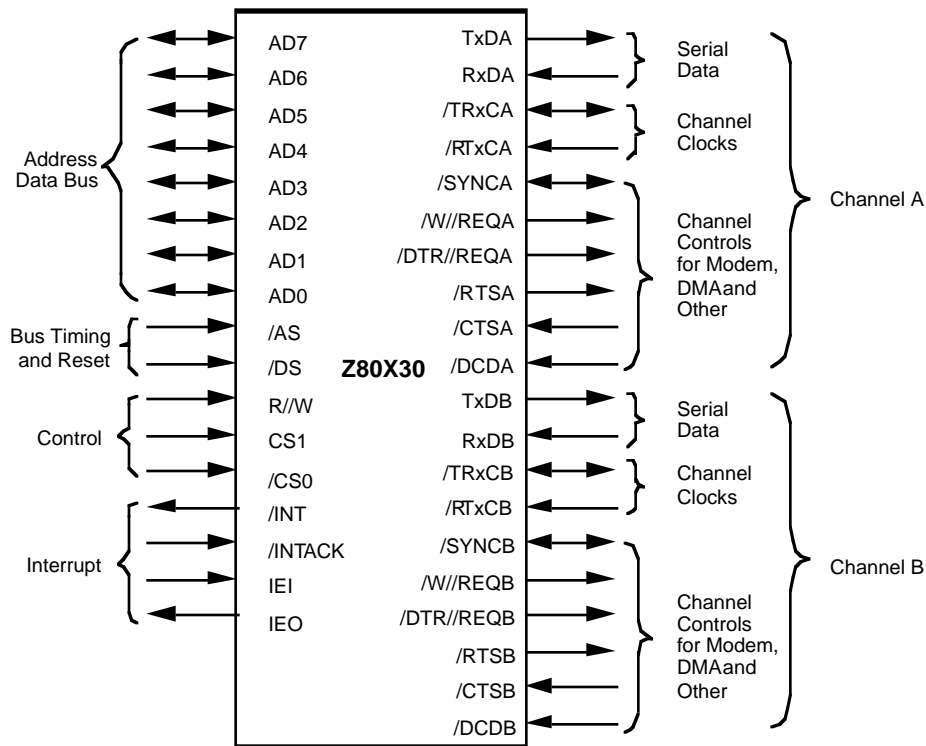 Address
Data Bus
Bus Timing
and Reset
Control
Interrupt
AD7
AD6
AD5
AD4
AD3
AD2
AD1
AD0
/AS
/DS
R//W
CS1
/CS0
/INT
/INTACK
IEI
IEO
Z80X30
TxDA
RxDA
/TRxCA
/RTxCA
/SYNCA
/W//REQA
/DTR//REQA
/RTSA
/CTSA
/DCDA
TxDB
RxDB
/TRxCB
/RTxCB
/SYNCB
/W//REQB
/DTR//REQB
/RTSB
/CTSB
/DCDB
Serial
Data
Channel
Clocks
Channel
Controls
for Modem,
DMAand
Other
Channel A
Serial
Data
Channel
Clocks
Channel
Controls
for Modem,
DMAand
Other
Channel B